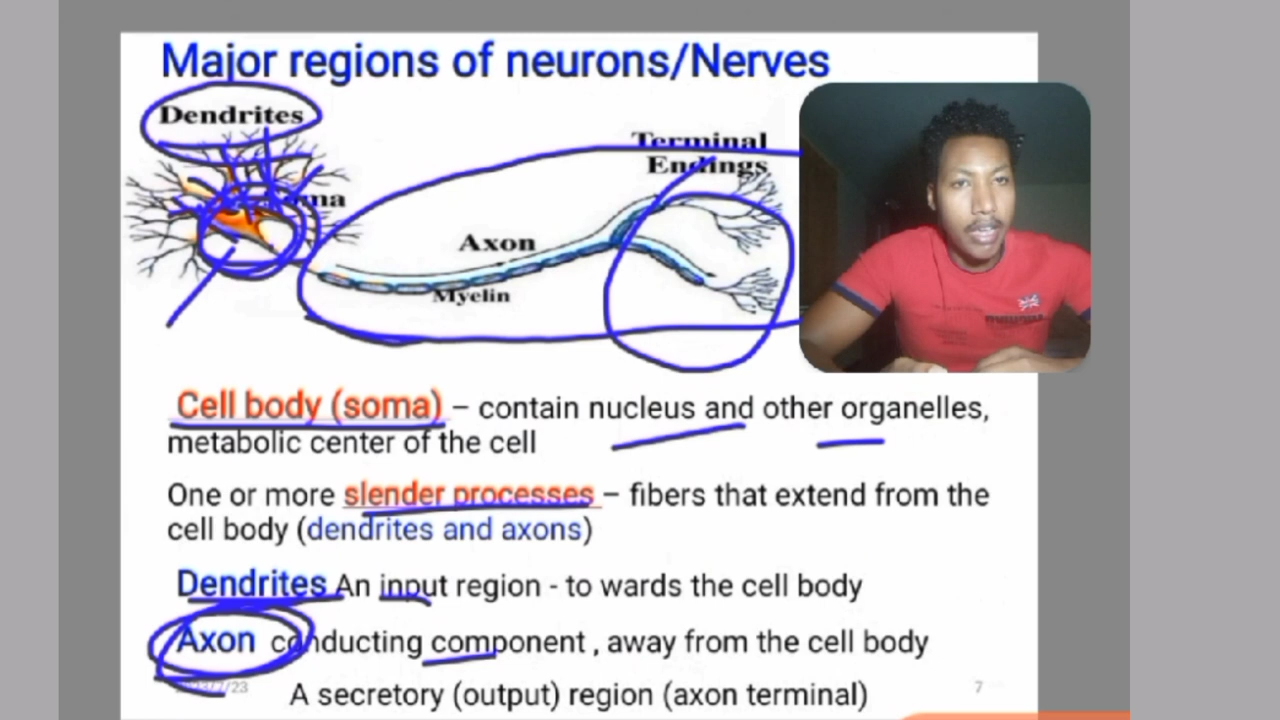 Major regions of neurons/Nerves
Dendrites
Terminal
Endings
Axon
Myelin
Cell body (soma) – contain nucleus and other organelles,
metabolic center of the cell
One or more slender processes – fibers that extend from the
cell body (dendrites and axons)
Dendrites An input region - to wards the cell body
Axon conducting component , away from the cell body
A secretory (output) region (axon terminal)
7